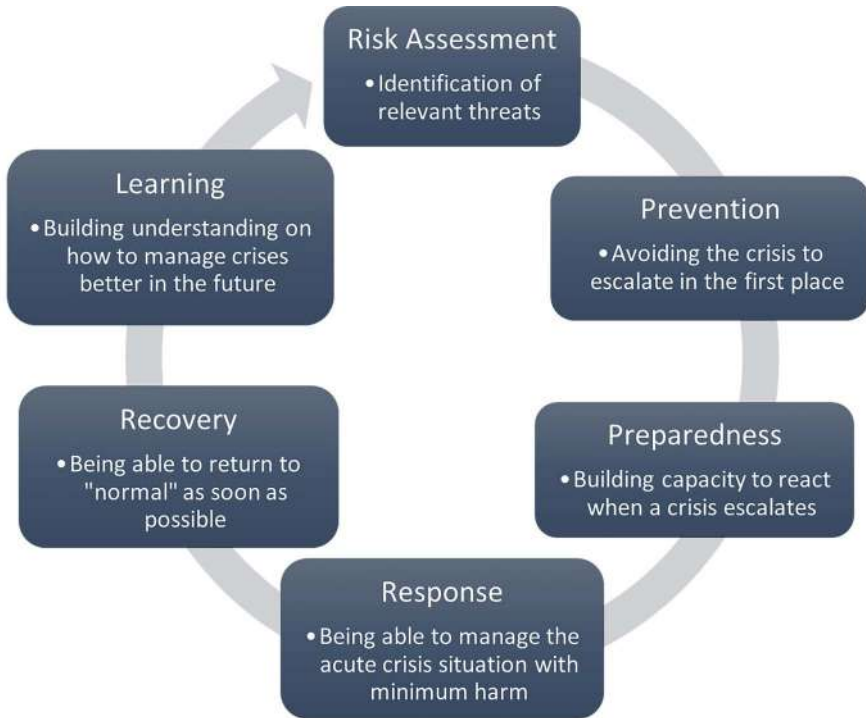 Risk Assessment
•Identification of
relevant threats
Prevention
•Avoiding the crisis to
escalate in the first place
Preparedness
•Building capacity to react
when a crisis escalates
Response
•Being able to manage the
acute crisis situation with
minimum harm
Recovery
•Being able to return to
"normal" as soon as
possible
Learning
•Building understanding on
how to manage crises
better in the future